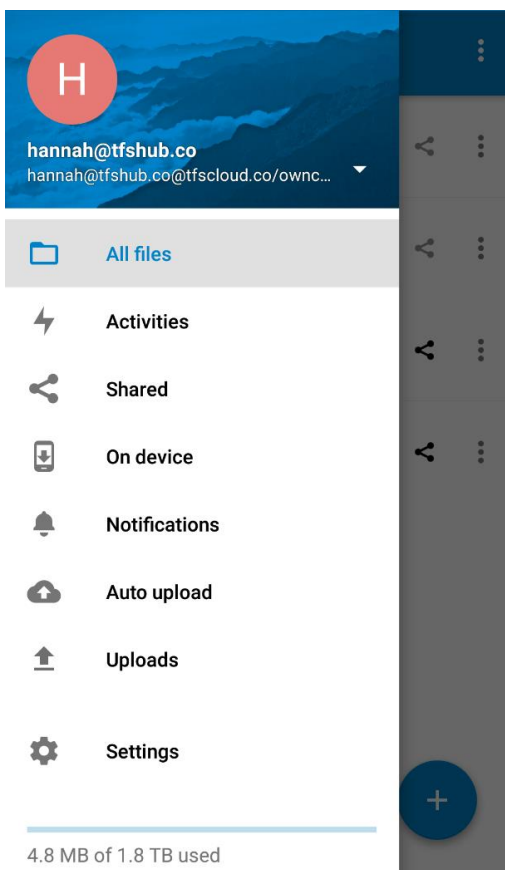 H
hannah@tfshub.co
hannah@tfshub.co@tfscloud.co/ownc...
All files
Activities
Shared
On device
Notifications
Auto upload
Uploads
Settings
4.8 MB of 1.8 TB used